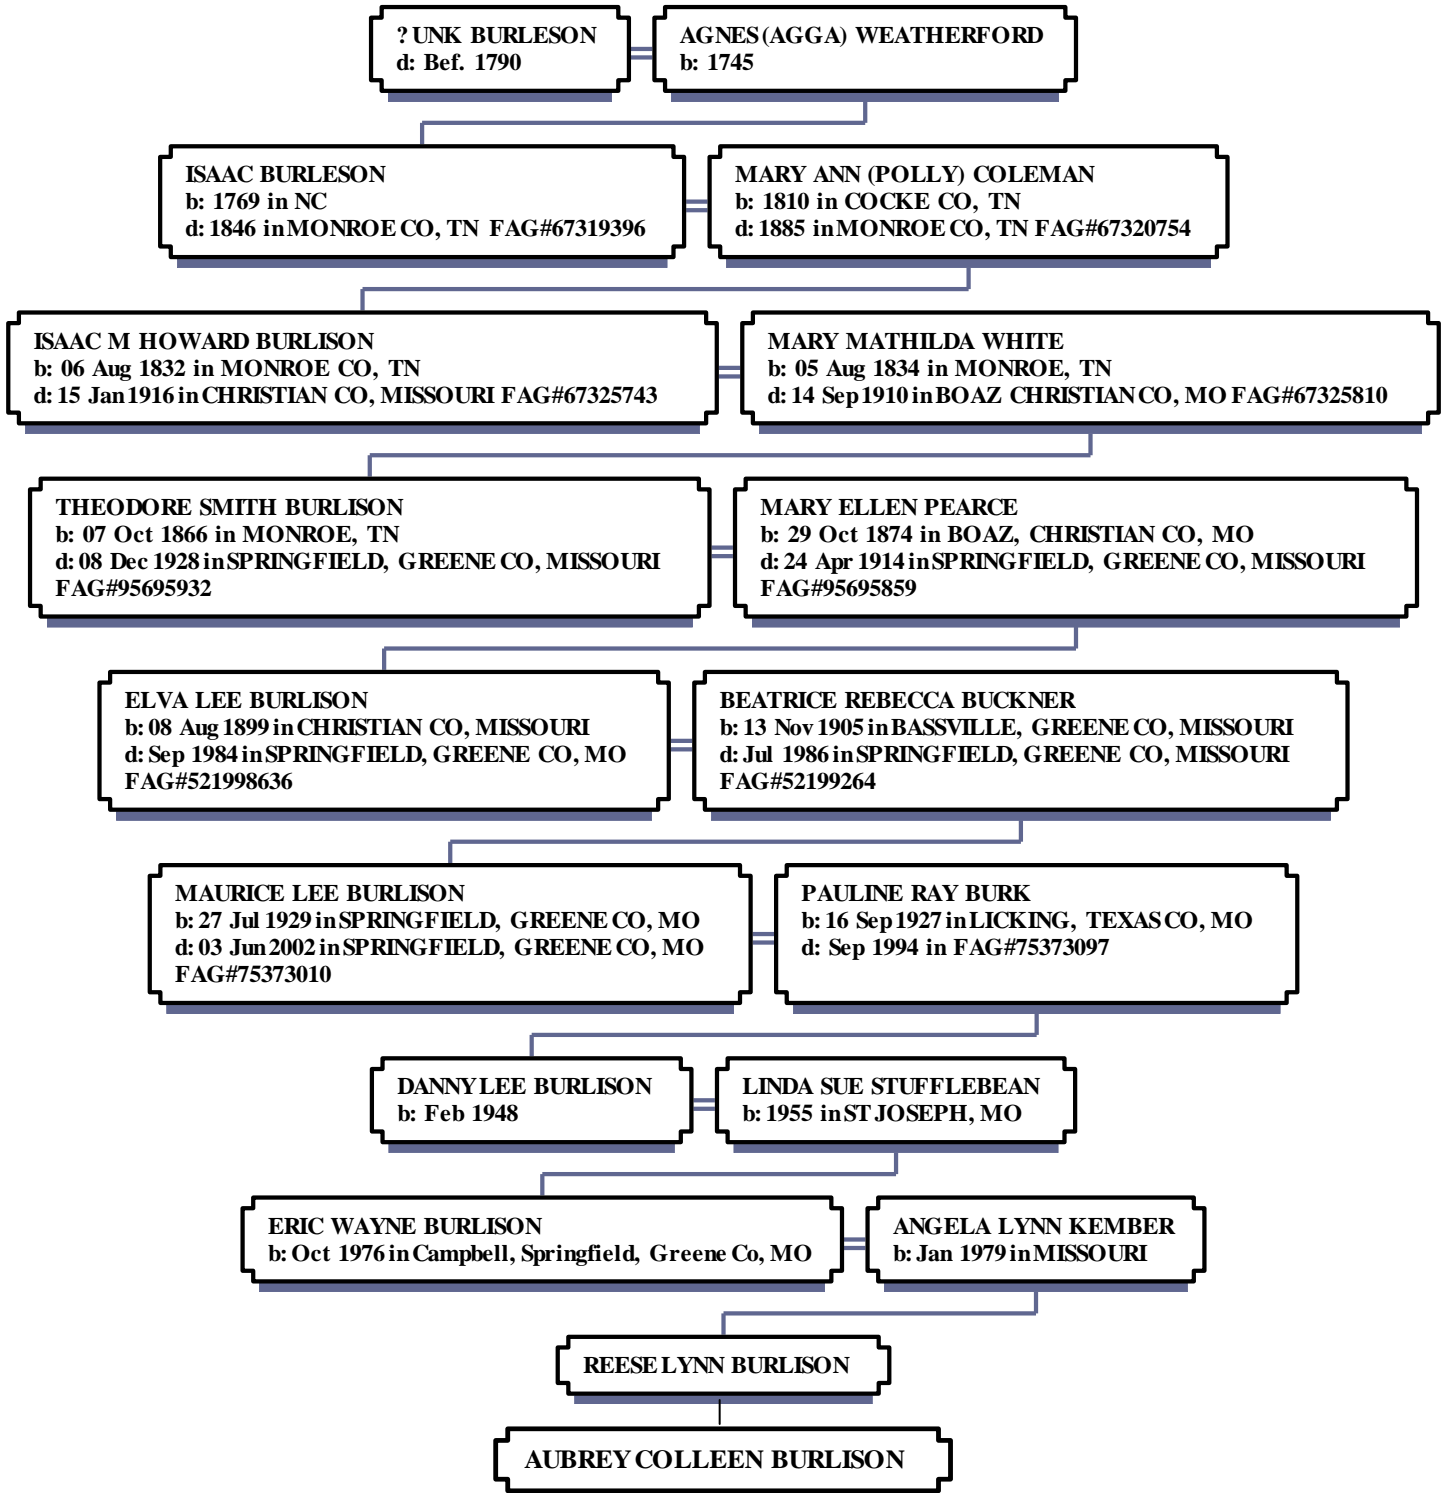 ? UNK BURLESON
d: Bef. 1790
AGNES (AGGA) WEATHERFORD
b: 1745
ISAAC BURLESON
b: 1769 in NC
d: 1846 in MONROE CO, TN FAG#67319396
MARY ANN (POLLY) COLEMAN
b: 1810 in COCKE CO, TN
d: 1885 in MONROE CO, TN FAG#67320754
ISAAC M HOWARD BURLISON
b: 06 Aug 1832 in MONROE CO, TN
d: 15 Jan 1916 in CHRISTIAN CO, MISSOURI FAG#67325743
MARY MATHILDA WHITE
b: 05 Aug 1834 in MONROE, TN
d: 14 Sep 1910 in BOAZ CHRISTIAN CO, MO FAG#67325810
THEODORE SMITH BURLISON
b: 07 Oct 1866 in MONROE, TN
d: 08 Dec 1928 in SPRINGFIELD, GREENE CO, MISSOURI
FAG#95695932
MARY ELLEN PEARCE
b: 29 Oct 1874 in BOAZ, CHRISTIAN CO, MO
d: 24 Apr 1914 in SPRINGFIELD, GREENE CO, MISSOURI
FAG#95695859
ELVA LEE BURLISON
b: 08 Aug 1899 in CHRISTIAN CO, MISSOURI
d: Sep 1984 in SPRINGFIELD, GREENE CO, MO
FAG#521998636
BEATRICE REBECCA BUCKNER
b: 13 Nov 1905 in BASSVILLE, GREENE CO, MISSOURI
d: Jul 1986 in SPRINGFIELD, GREENE CO, MISSOURI
FAG#52199264
MAURICE LEE BURLISON
b: 27 Jul 1929 in SPRINGFIELD, GREENE CO, MO
d: 03 Jun 2002 in SPRINGFIELD, GREENE CO, MO
FAG#75373010
PAULINE RAY BURK
b: 16 Sep 1927 in LICKING, TEXAS CO, MO
d: Sep 1994 in FAG#75373097
DANNY LEE BURLISON
b: Feb 1948
LINDA SUE STUFFLEBEAN
b: 1955 in ST JOSEPH, MO
ERIC WAYNE BURLISON
b: Oct 1976 in Campbell, Springfield, Greene Co, MO
ANGELA LYNN KEMBER
b: Jan 1979 in MISSOURI
REESE LYNN BURLISON
AUBREY COLLEEN BURLISON